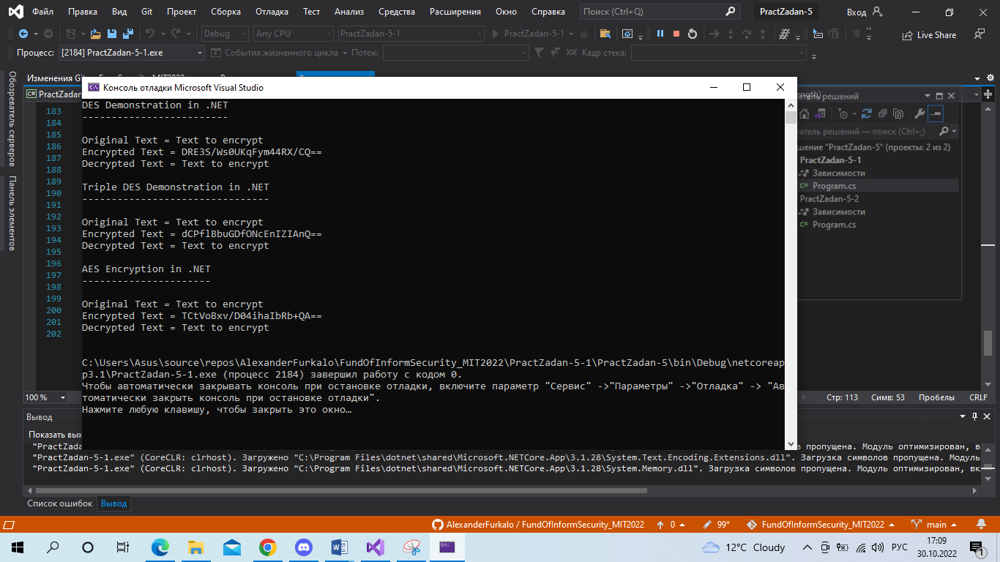 Файл Правка Вид Git Проект Сборка Отладка Тест Анализ Средства Расширения Окно Справка Поиск (Ctrl+Q) PractZadan-5 Вход
Debug Any CPU PractZadan-5-1 PractZadan-5-1 Live Share
Процесс: [2184] PractZadan-5-1.exe События жизненного цикла Поток: Кадр стека:
Обозреватель серверов
Панель элементов
Изменения Git
Консоль отладки Microsoft Visual Studio
DES Demonstration in .NET
-------------------------
Original Text = Text to encrypt
Encrypted Text = DRE3S/Ws0UKqFym44RX/CQ==
Decrypted Text = Text to encrypt
Triple DES Demonstration in .NET
--------------------------------
Original Text = Text to encrypt
Encrypted Text = dCPflBbuGDfONcEnIZIAnQ==
Decrypted Text = Text to encrypt
AES Encryption in .NET
----------------------
Original Text = Text to encrypt
Encrypted Text = TCtVoBxv/D04ihaIbRb+QA==
Decrypted Text = Text to encrypt
C:\Users\Asus\source\repos\AlexanderFurkalo\FundOfInformSecurity_MIT2022\PractZadan-5-1\PractZadan-5\bin\Debug\netcoreap
p3.1\PractZadan-5-1.exe (процесс 2184) завершил работу с кодом 0.
Чтобы автоматически закрывать консоль при остановке отладки, включите параметр "Сервис" ->"Параметры" ->"Отладка" -> "Ав
томатически закрыть консоль при остановке отладки".
Нажмите любую клавишу, чтобы закрыть это окно…
PractZadan
183
184
185
186
187
188
189
190
191
192
193
194
195
196
197
198
199
200
201
202
решений
решений — поиск (Ctrl+;)
"PractZadan-5" (проекты: 2 из 2)
PractZadan-5-1
Зависимости
Program.cs
PractZadan-5-2
Зависимости
Program.cs
100 % Стр: 113 Симв: 53 Пробелы CRLF
Вывод
Показать
пропущена. Модуль оптимизирован,
"PractZadan-5-1.exe" (CoreCLR: clrhost). Загружено "C:\Program Files\dotnet\shared\Microsoft.NETCore.App\3.1.28\System.Text.Encoding.Extensions.dll". Загрузка символов пропущена. Модуль
"PractZadan-5-1.exe" (CoreCLR: clrhost). Загружено "C:\Program Files\dotnet\shared\Microsoft.NETCore.App\3.1.28\System.Memory.dll". Загрузка символов пропущена. Модуль оптимизирован,
Список ошибок Вывод
AlexanderFurkalo / FundOfInformSecurity_MIT2022 0 99* FundOfInformSecurity_MIT2022 main
12°C Cloudy РУС 17:09
30.10.2022 1